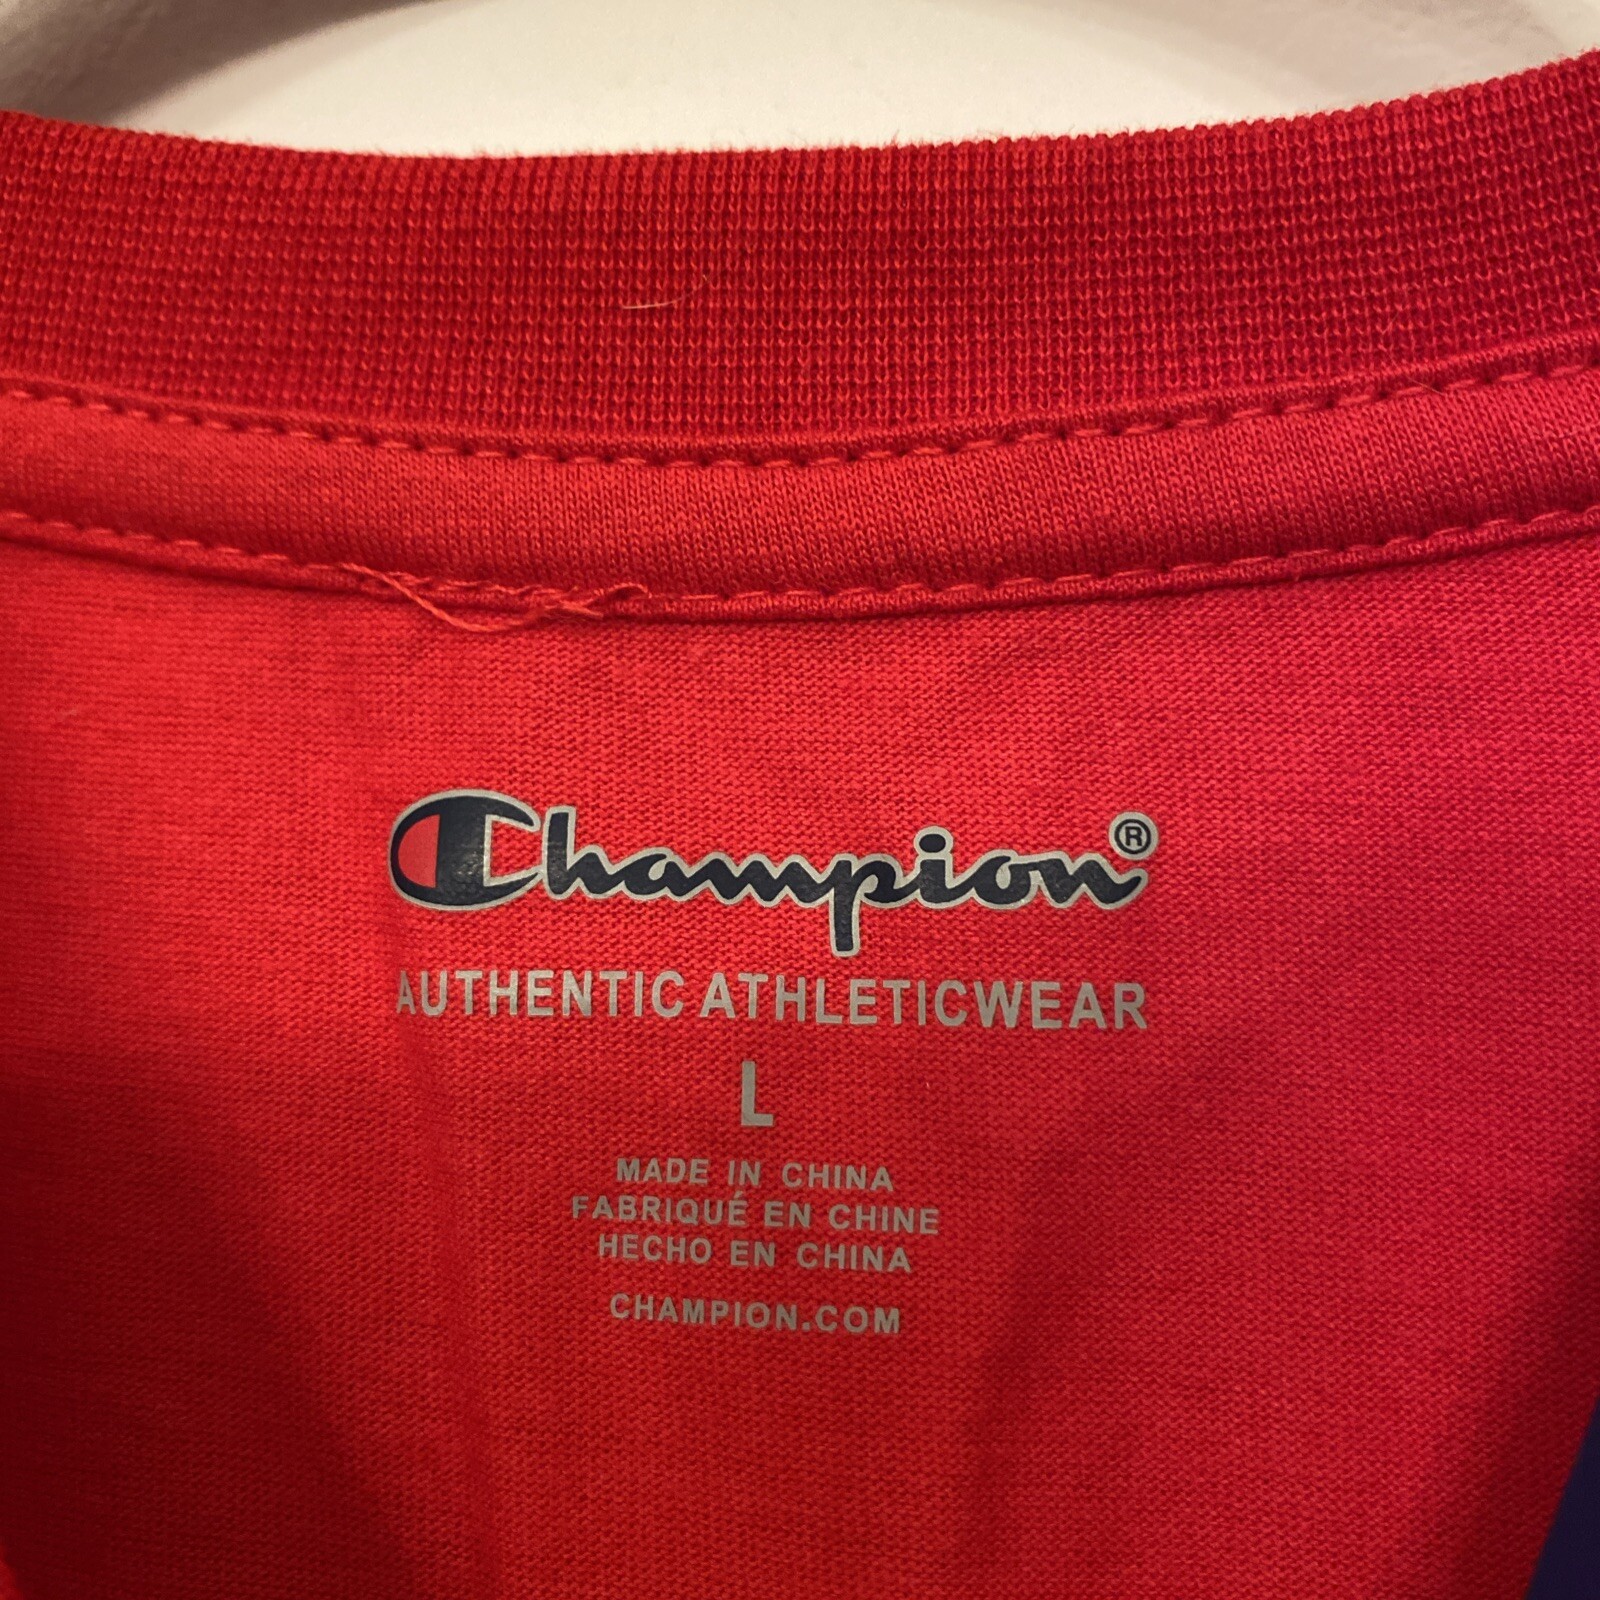 Champion®
AUTHENTIC ATHLETICWEAR
L
MADE IN CHINA
FABRIQUÉ EN CHINE
HECHO EN CHINA
CHAMPION.COM